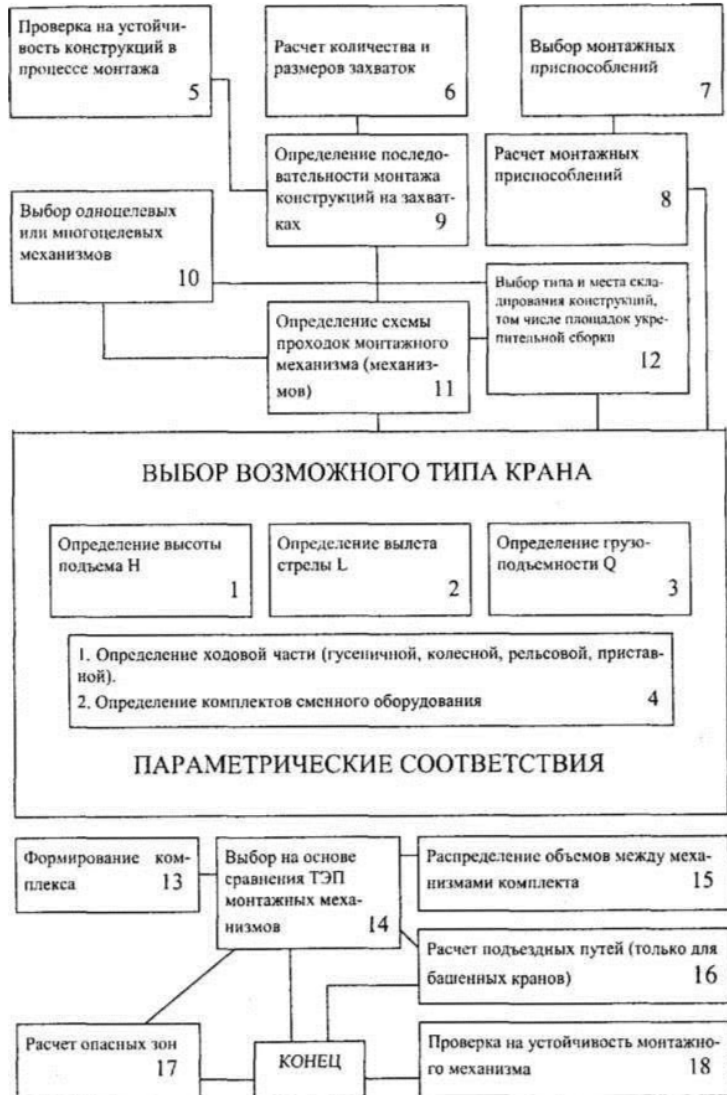 Проверка на устойчи-
вость конструкций в
процессе монтажа
5
Расчет количества и
размеров захваток
6
Выбор монтажных
приспособлений
7
Определение последо-
вательности монтажа
конструкций на захват-
ках 9
Расчет монтажных
приспособлений
8
Выбор одноцелевых
или многоцелевых
механизмов
10
Определение схемы
проходок монтажного
механизма (механиз-
мов) 11
Выбор типа и места скла-
дирования конструкций,
том числе площадок укре-
пительной сборки
12
ВЫБОР ВОЗМОЖНОГО ТИПА КРАНА
Определение высоты
подъема H
1
Определение вылета
стрелы L
2
Определение грузо-
подъемности Q
3
1. Определение ходовой части (гусеничной, колесной, рельсовой, пристав-
ной).
2. Определение комплектов сменного оборудования 4
ПАРАМЕТРИЧЕСКИЕ СООТВЕТСТВИЯ
Формирование ком-
плекса 13
Выбор на основе
сравнения ТЭП
монтажных меха-
низмов 14
Распределение объемов между меха-
низмами комплекта 15
Расчет подъездных путей (только для
башенных кранов) 16
Расчет опасных зон
17
КОНЕЦ
Проверка на устойчивость монтажно-
го механизма 18